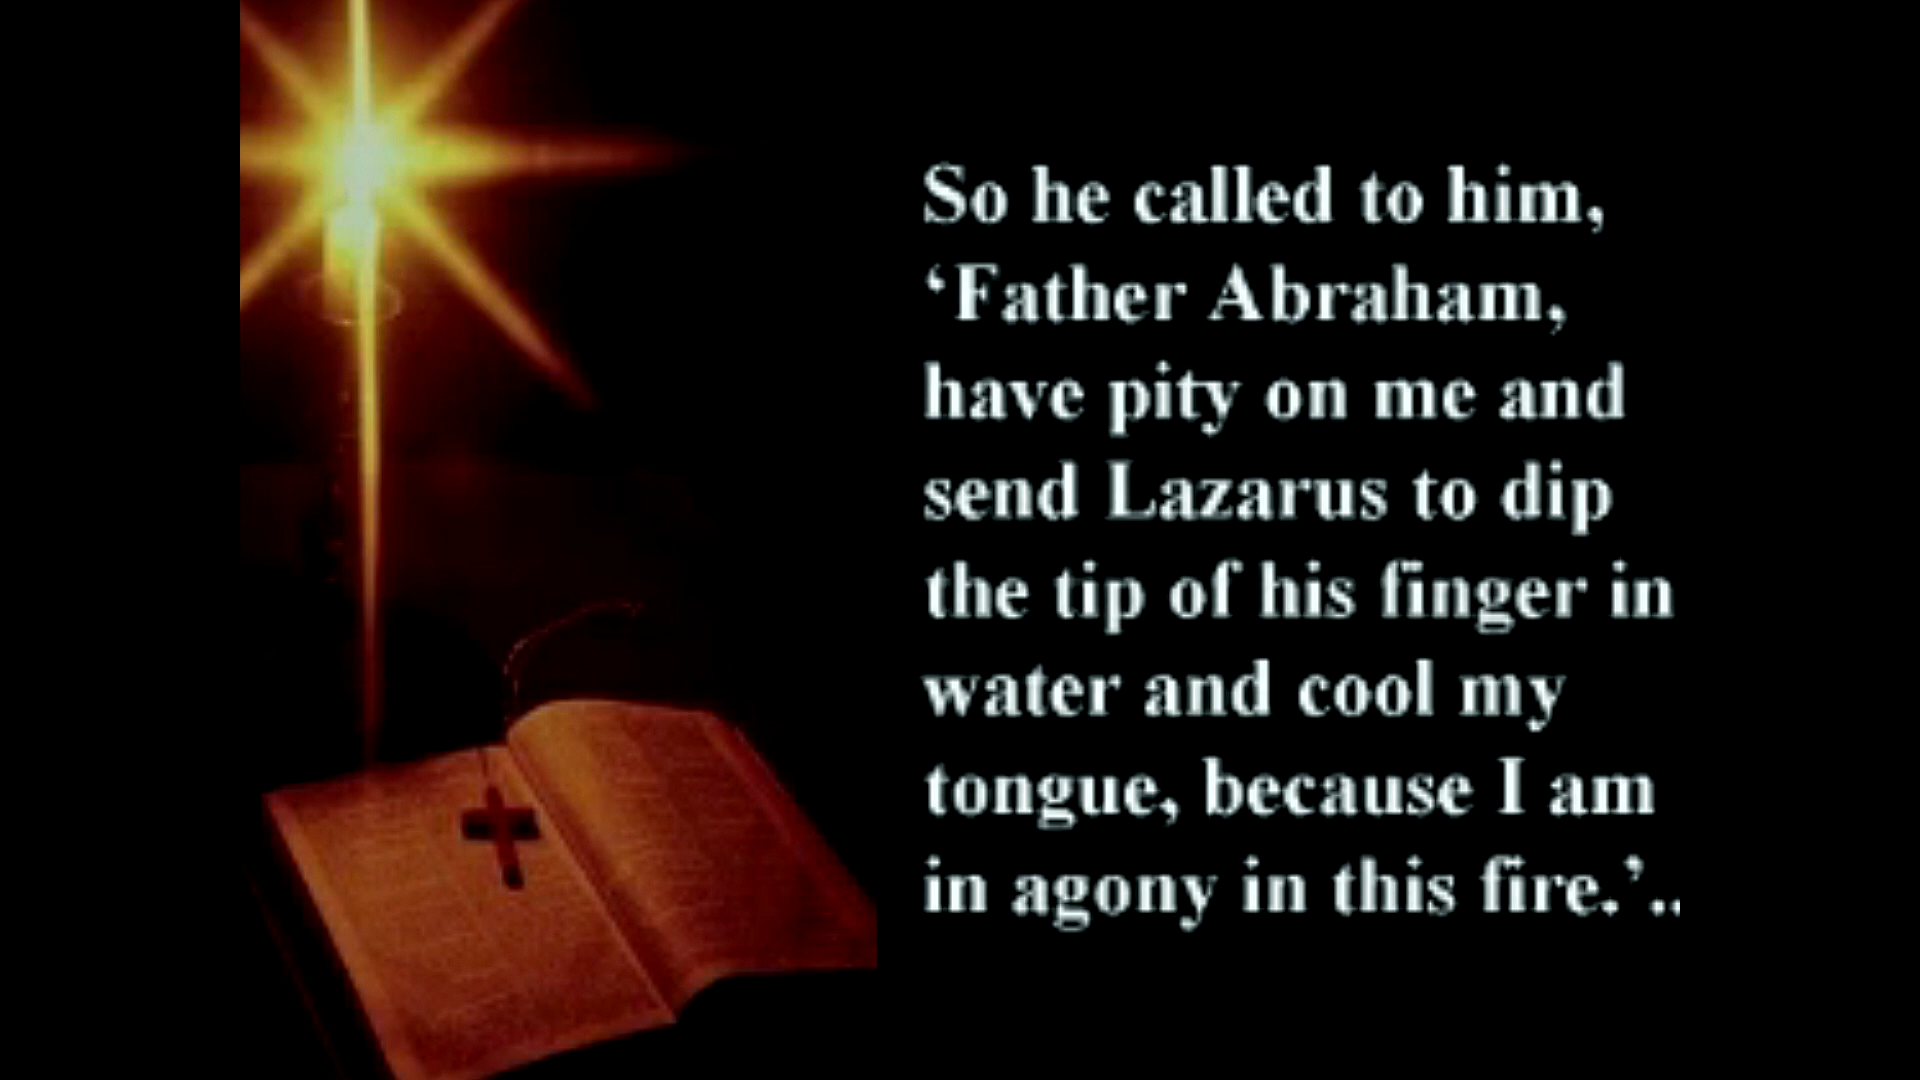 So he called to him,
‘Father Abraham,
have pity on me and
send Lazarus to dip
the tip of his finger in
water and cool my
tongue, because I am
in agony in this fire.’..